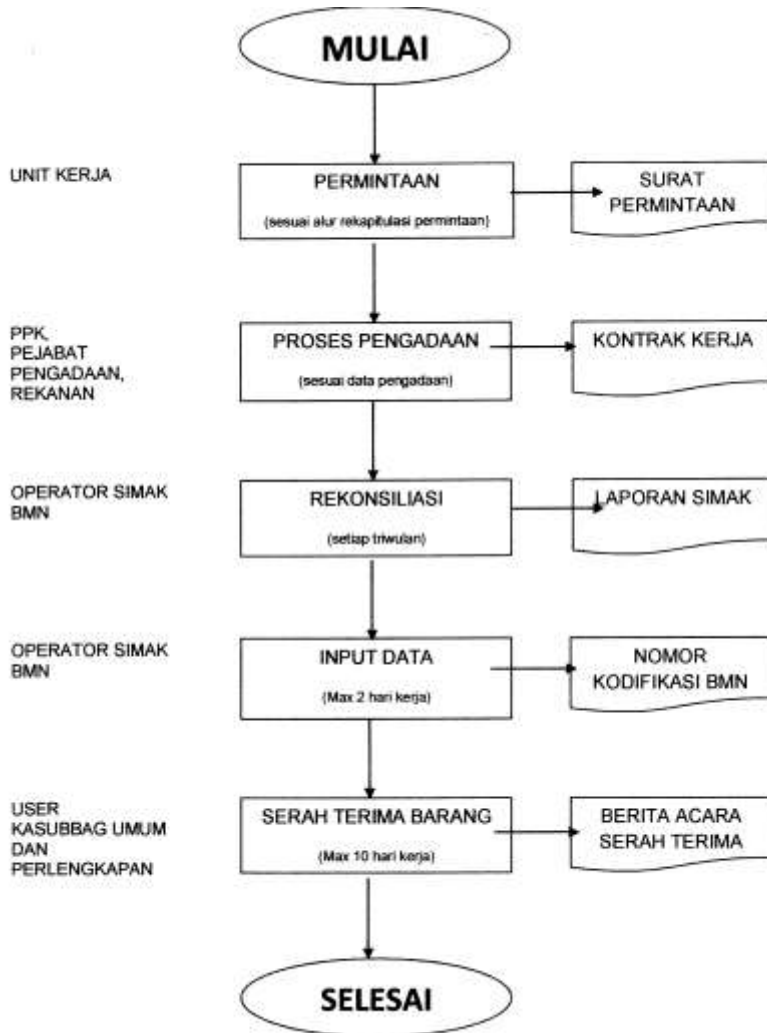 MULAI
UNIT KERJA
PERMINTAAN
(sesuai alur rekapitulasi permintaan)
SURAT
PERMINTAAN
PPK,
PEJABAT
PENGADAAN,
REKANAN
PROSES PENGADAAN
(sesuai data pengadaan)
KONTRAK KERJA
OPERATOR SIMAK
BMN
REKONSILIASI
(setiap triwulan)
LAPORAN SIMAK
OPERATOR SIMAK
BMN
INPUT DATA
(Max 2 hari kerja)
NOMOR
KODIFIKASI BMN
USER
KASUBBAG UMUM
DAN
PERLENGKAPAN
SERAH TERIMA BARANG
(Max 10 hari kerja)
BERITA ACARA
SERAH TERIMA
SELESAI